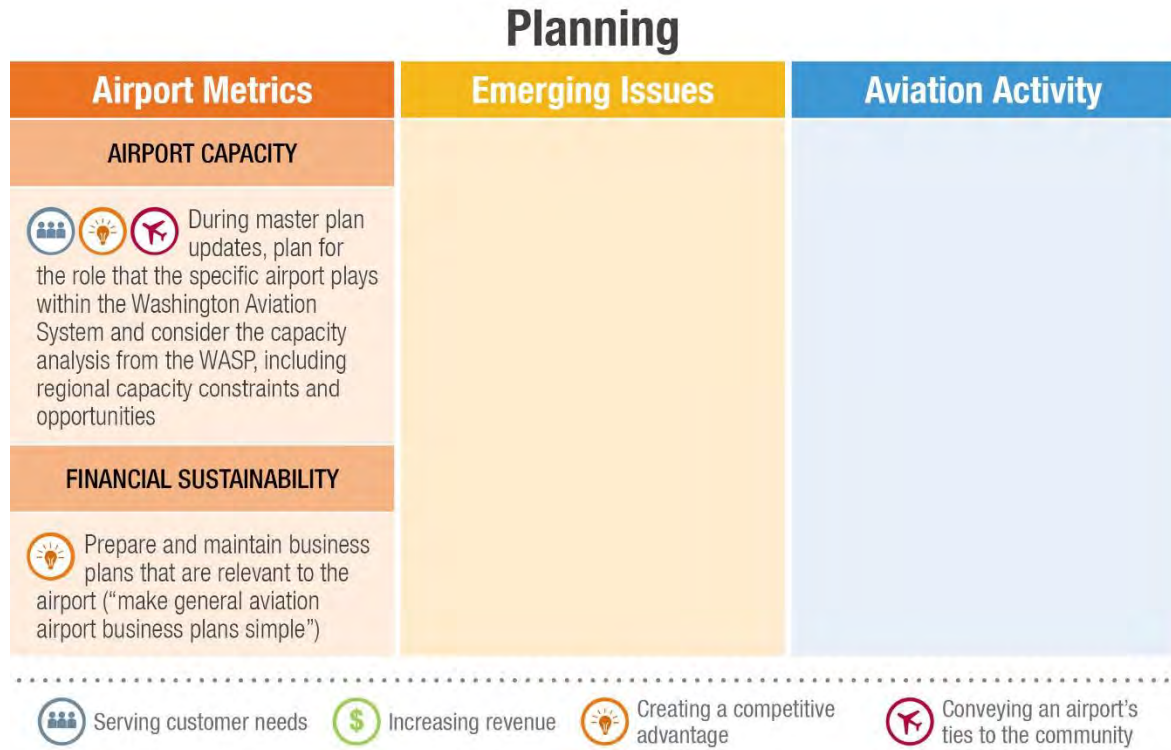 Planning
Airport Metrics
Emerging Issues
Aviation Activity
AIRPORT CAPACITY
During master plan
updates, plan for
the role that the specific airport plays
within the Washington Aviation
System and consider the capacity
analysis from the WASP, including
regional capacity constraints and
opportunities
FINANCIAL SUSTAINABILITY
Prepare and maintain business
plans that are relevant to the
airport (“make general aviation
airport business plans simple”)
Serving customer needs
$ Increasing revenue
Creating a competitive
advantage
Conveying an airport’s
ties to the community